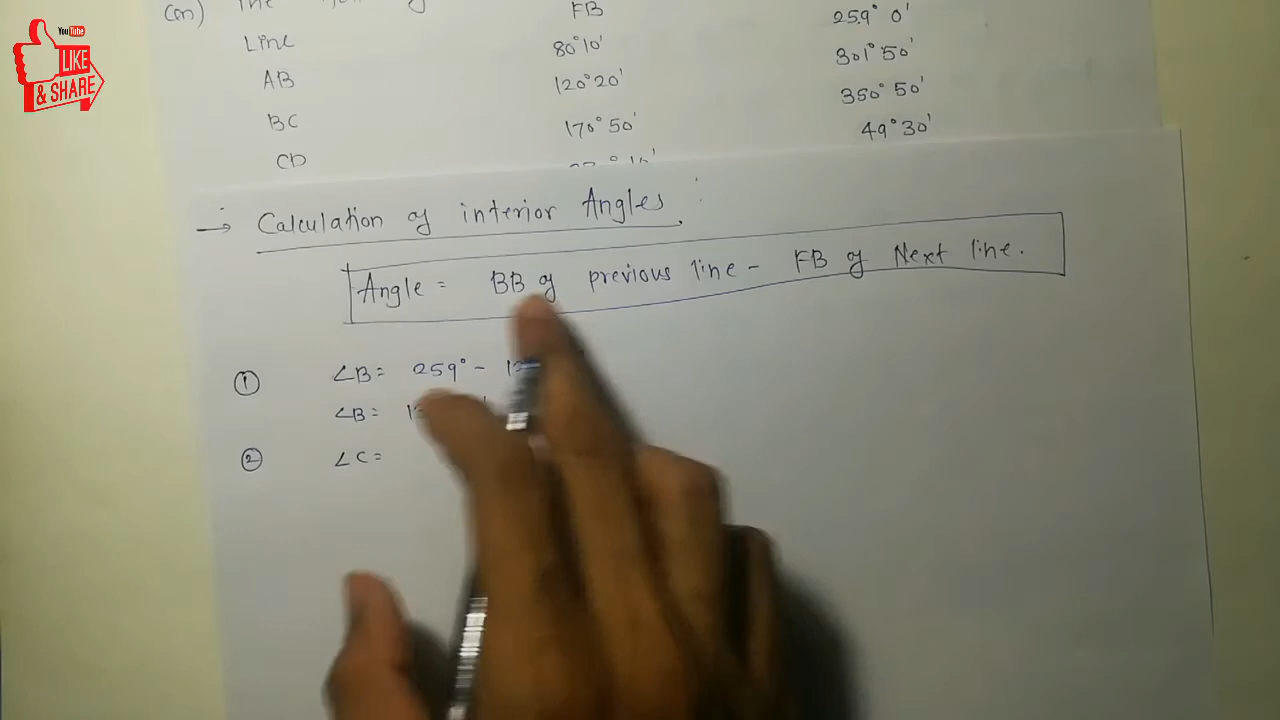 YouTube
LIKE
& SHARE
FB
Line 80°10' 259° 0'
AB 120°20' 301° 50'
BC 170° 50' 350° 50'
CD 49° 30'
→ Calculation of interior Angles :
Angle = BB of previous line - FB of Next line.
① ∠B = 259° -
∠B =
② ∠C =